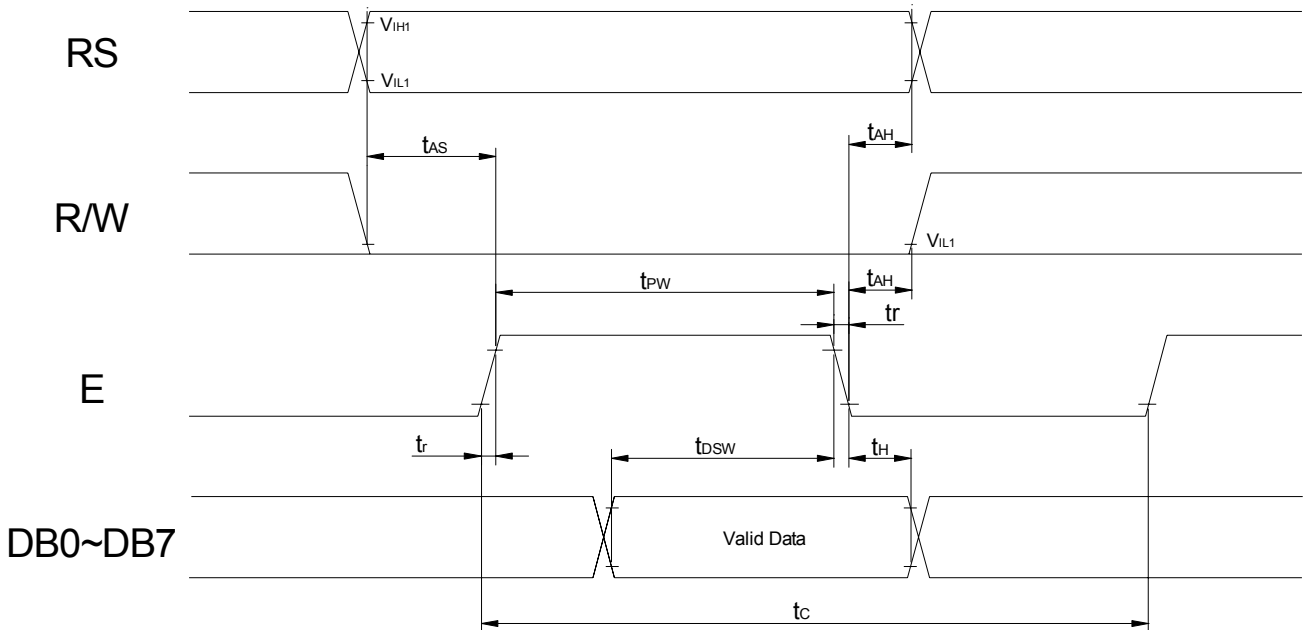 RS
VIH1
VIL1
tAS
tAH
R/W
VIL1
tPW
tAH
tr
E
tr
tDSW
tH
DB0~DB7
Valid Data
tC